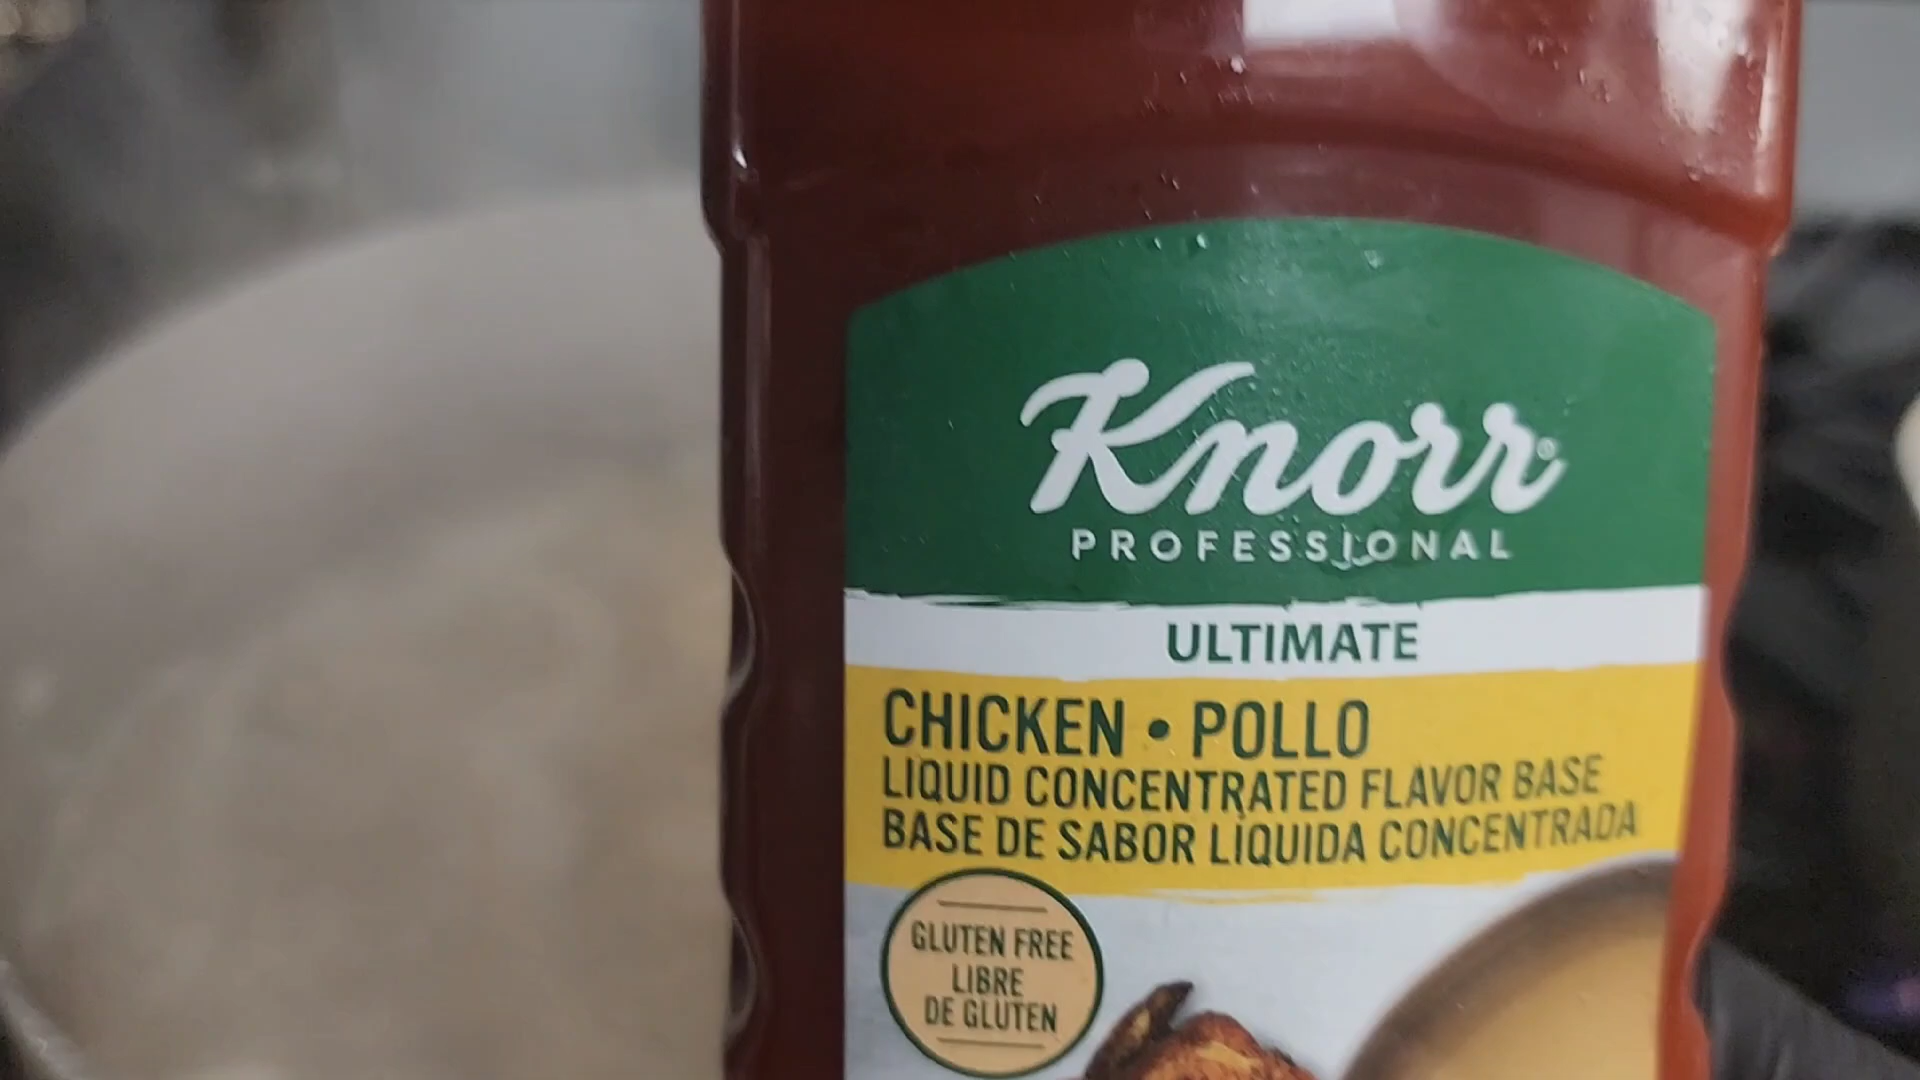 Knorr
PROFESSIONAL
ULTIMATE
CHICKEN • POLLO
LIQUID CONCENTRATED FLAVOR BASE
BASE DE SABOR LÍQUIDA CONCENTRADA
GLUTEN FREE
LIBRE
DE GLUTEN